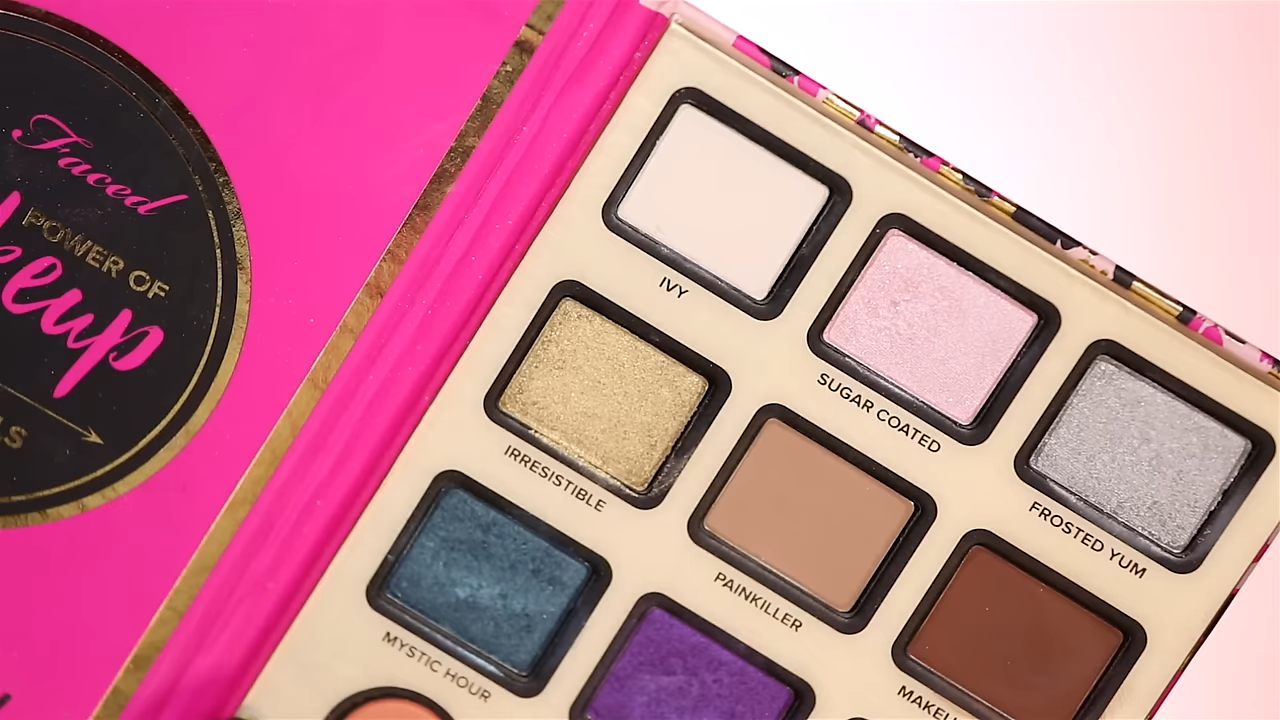 Faced
POWER OF
IVY
SUGAR COATED
FROSTED YUM
IRRESISTIBLE
PAINKILLER
MYSTIC HOUR